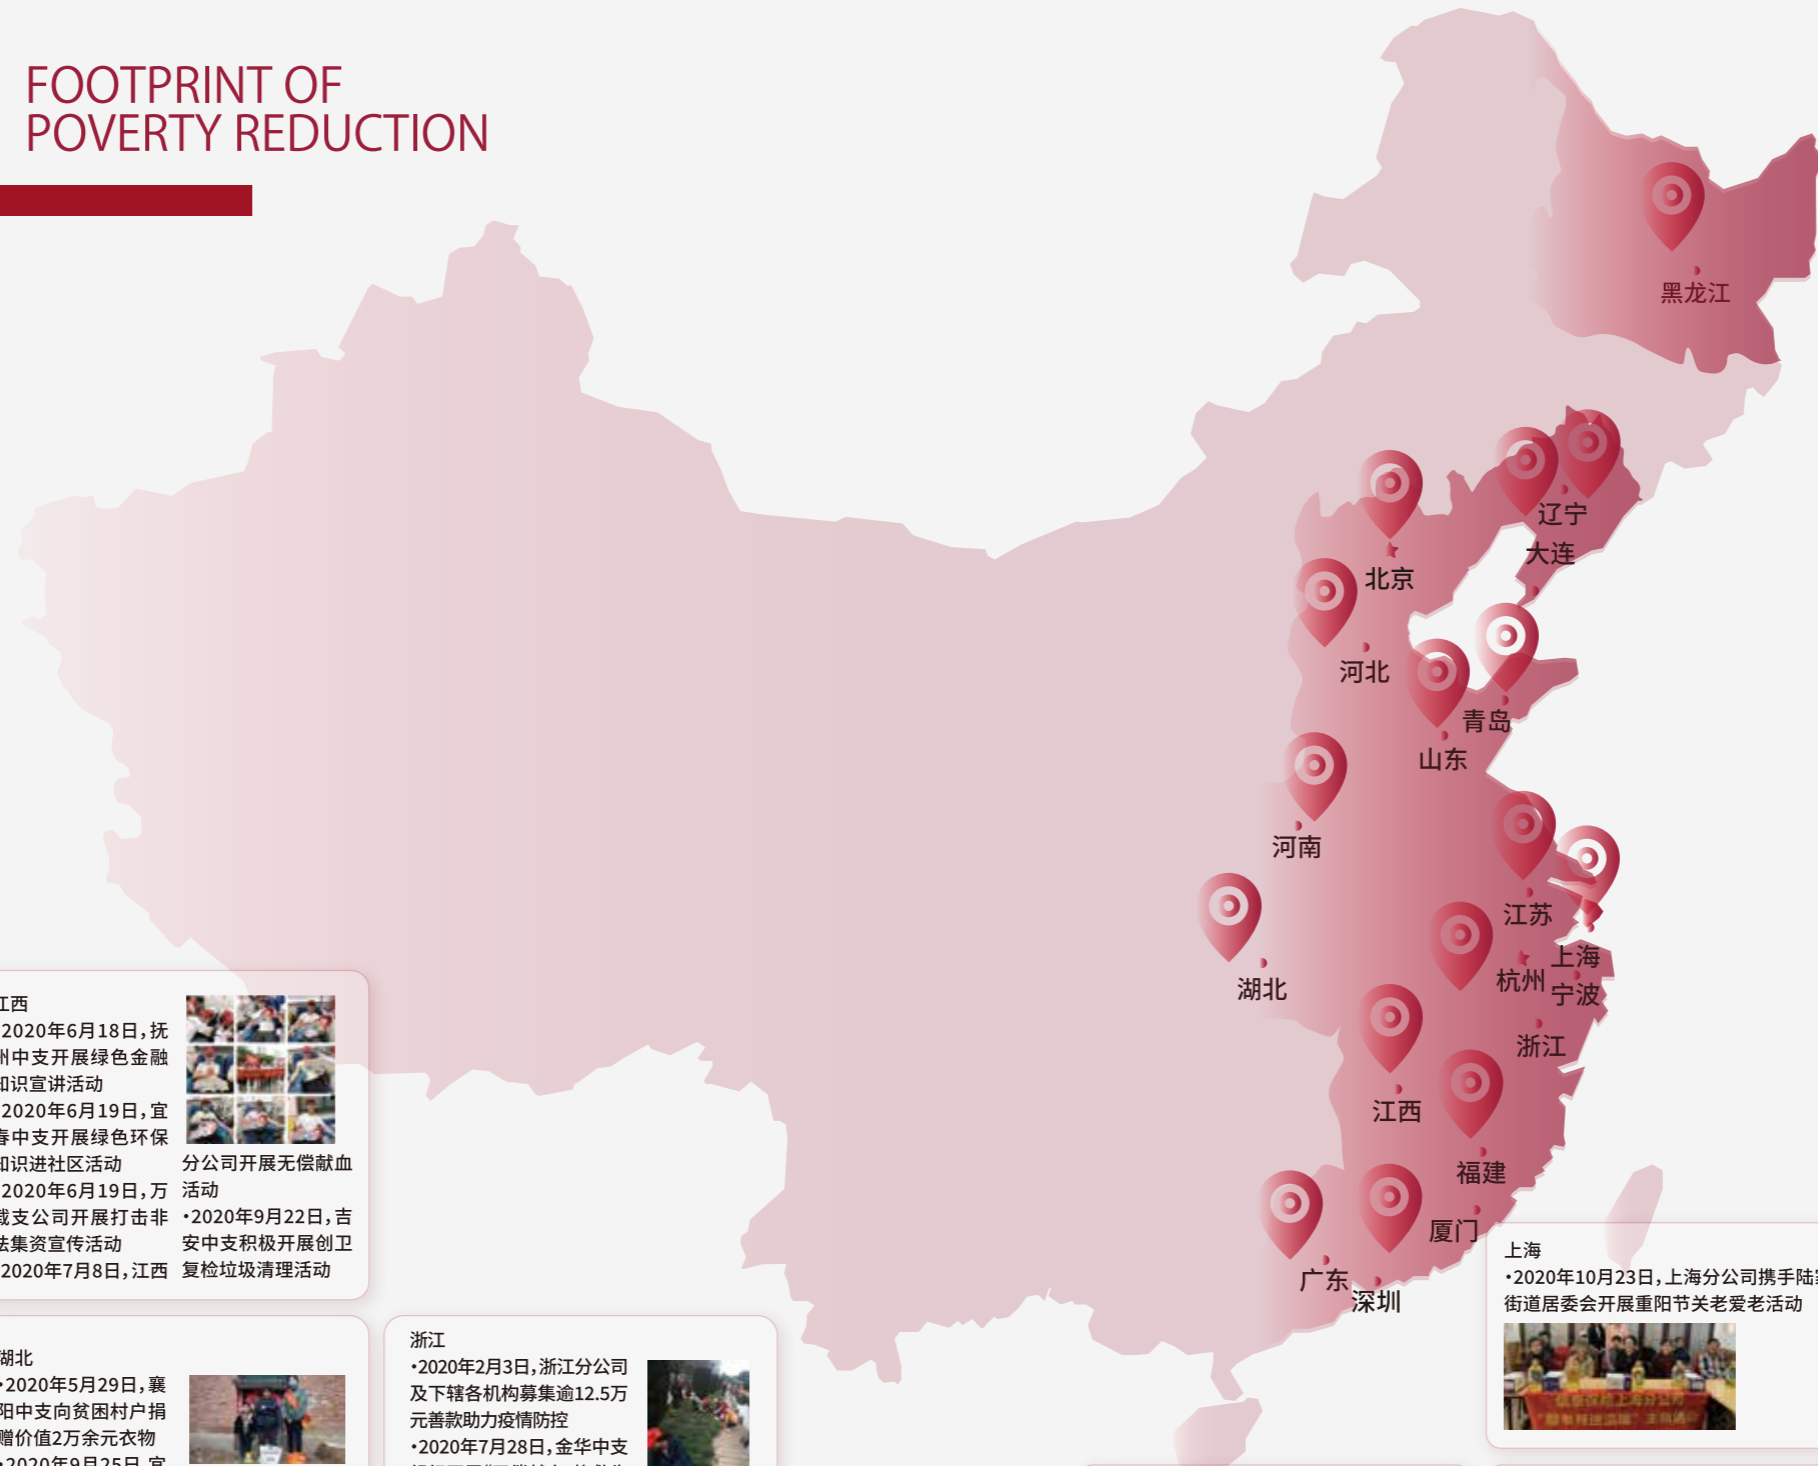 FOOTPRINT OF
POVERTY REDUCTION
黑龙江
辽宁
大连
北京
河北
青岛
山东
河南
江苏
上海
杭州
宁波
湖北
浙江
江西
福建
厦门
广东
深圳
江西
2020年6月18日，抚
州中支开展绿色金融
知识宣讲活动
2020年6月19日，宜
春中支开展绿色环保
知识进社区活动
2020年6月19日，万
载支公司开展打击非
法集资宣传活动
2020年7月8日，江西
分公司开展无偿献血
活动
•2020年9月22日，吉
安中支积极开展创卫
复检垃圾清理活动
湖北
•2020年5月29日，襄
阳中支向贫困村户捐
赠价值2万余元衣物
•2020年9月25日，宜
浙江
•2020年2月3日，浙江分公司
及下辖各机构募集逾12.5万
元善款助力疫情防控
•2020年7月28日，金华中支
上海
•2020年10月23日，上海分公司携手陆家
街道居委会开展重阳节关老爱老活动